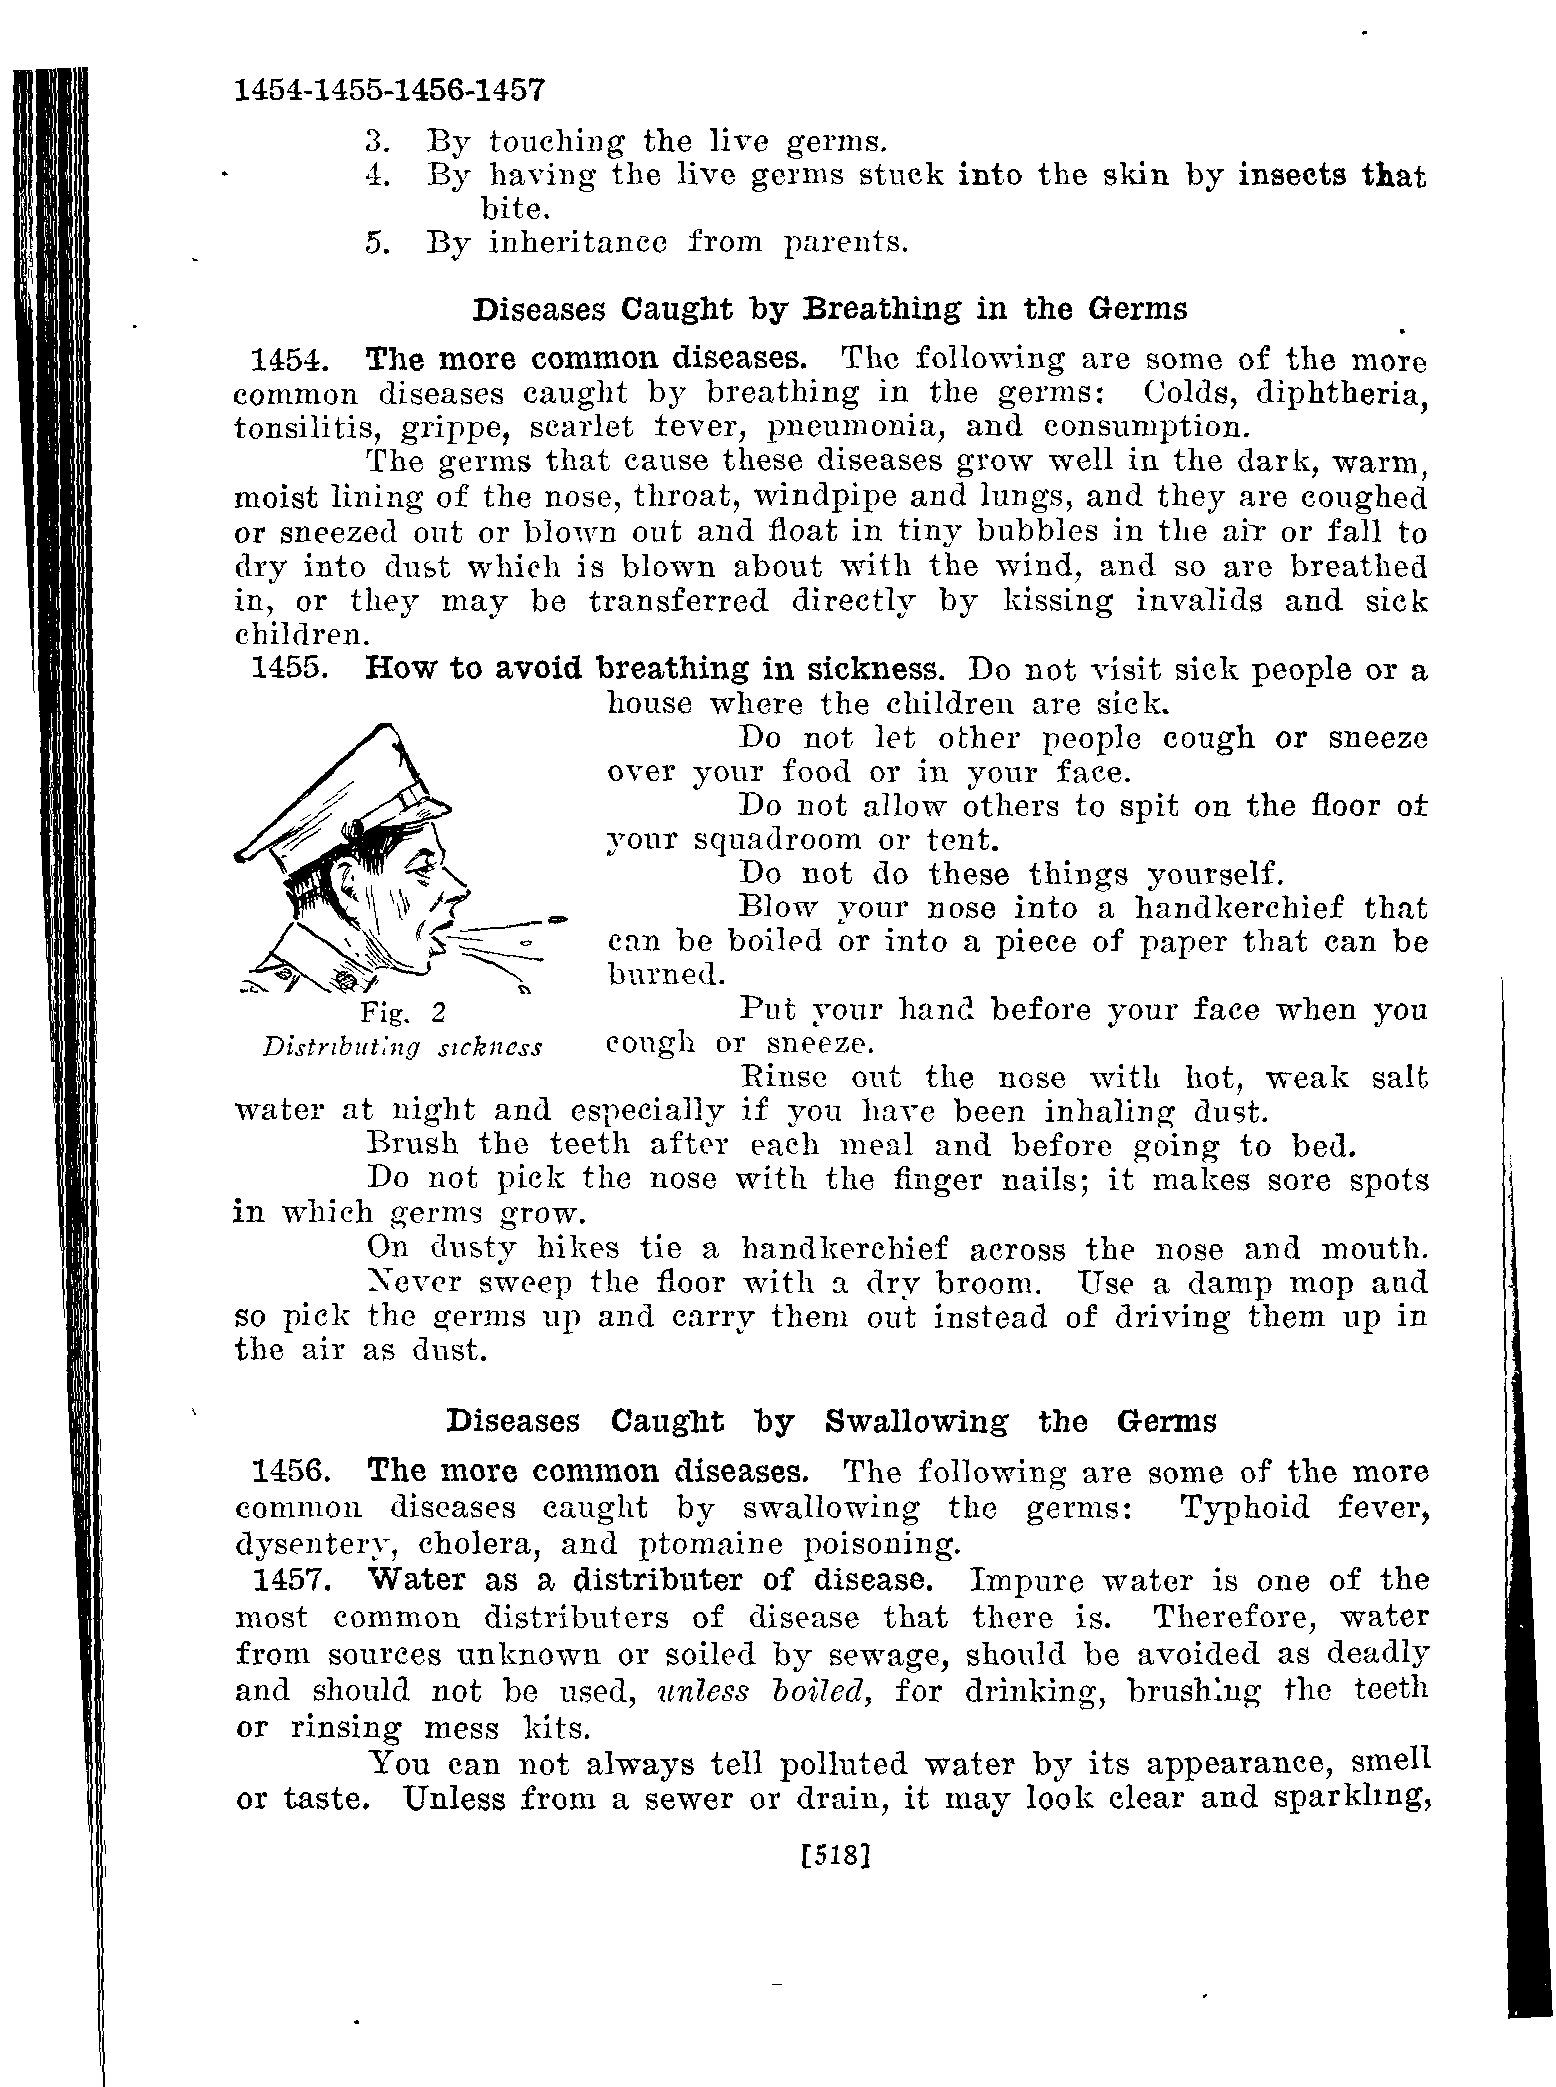 1454-1455-1456-1457
3. By touching the live germs.
4. By having the live germs stuck into the skin by insects that
bite.
5. By inheritance from parents.
Diseases Caught by Breathing in the Germs
1454. The more common diseases. The following are some of the more
common diseases caught by breathing in the germs: Colds, diphtheria,
tonsilitis, grippe, scarlet fever, pneumonia, and consumption.
The germs that cause these diseases grow well in the dark, warm,
moist lining of the nose, throat, windpipe and lungs, and they are coughed
or sneezed out or blown out and float in tiny bubbles in the air or fall to
dry into dust which is blown about with the wind, and so are breathed
in, or they may be transferred directly by kissing invalids and sick
children.
1455. How to avoid breathing in sickness. Do not visit sick people or a
house where the children are sick.
Do not let other people cough or sneeze
over your food or in your face.
Do not allow others to spit on the floor of
your squadroom or tent.
Do not do these things yourself.
Blow your nose into a handkerchief that
can be boiled or into a piece of paper that can be
burned.
Put your hand before your face when you
cough or sneeze.
Fig. 2
Distributing sickness
Rinse out the nose with hot, weak salt
water at night and especially if you have been inhaling dust.
Brush the teeth after each meal and before going to bed.
Do not pick the nose with the finger nails; it makes sore spots
in which germs grow.
On dusty hikes tie a handkerchief across the nose and mouth.
Never sweep the floor with a dry broom. Use a damp mop and
so pick the germs up and carry them out instead of driving them up in
the air as dust.
Diseases Caught by Swallowing the Germs
1456. The more common diseases. The following are some of the more
common diseases caught by swallowing the germs: Typhoid fever,
dysentery, cholera, and ptomaine poisoning.
1457. Water as a distributer of disease. Impure water is one of the
most common distributers of disease that there is. Therefore, water
from sources unknown or soiled by sewage, should be avoided as deadly
and should not be used, unless boiled, for drinking, brushing the teeth
or rinsing mess kits.
You can not always tell polluted water by its appearance, smell
or taste. Unless from a sewer or drain, it may look clear and sparkling,
[518]